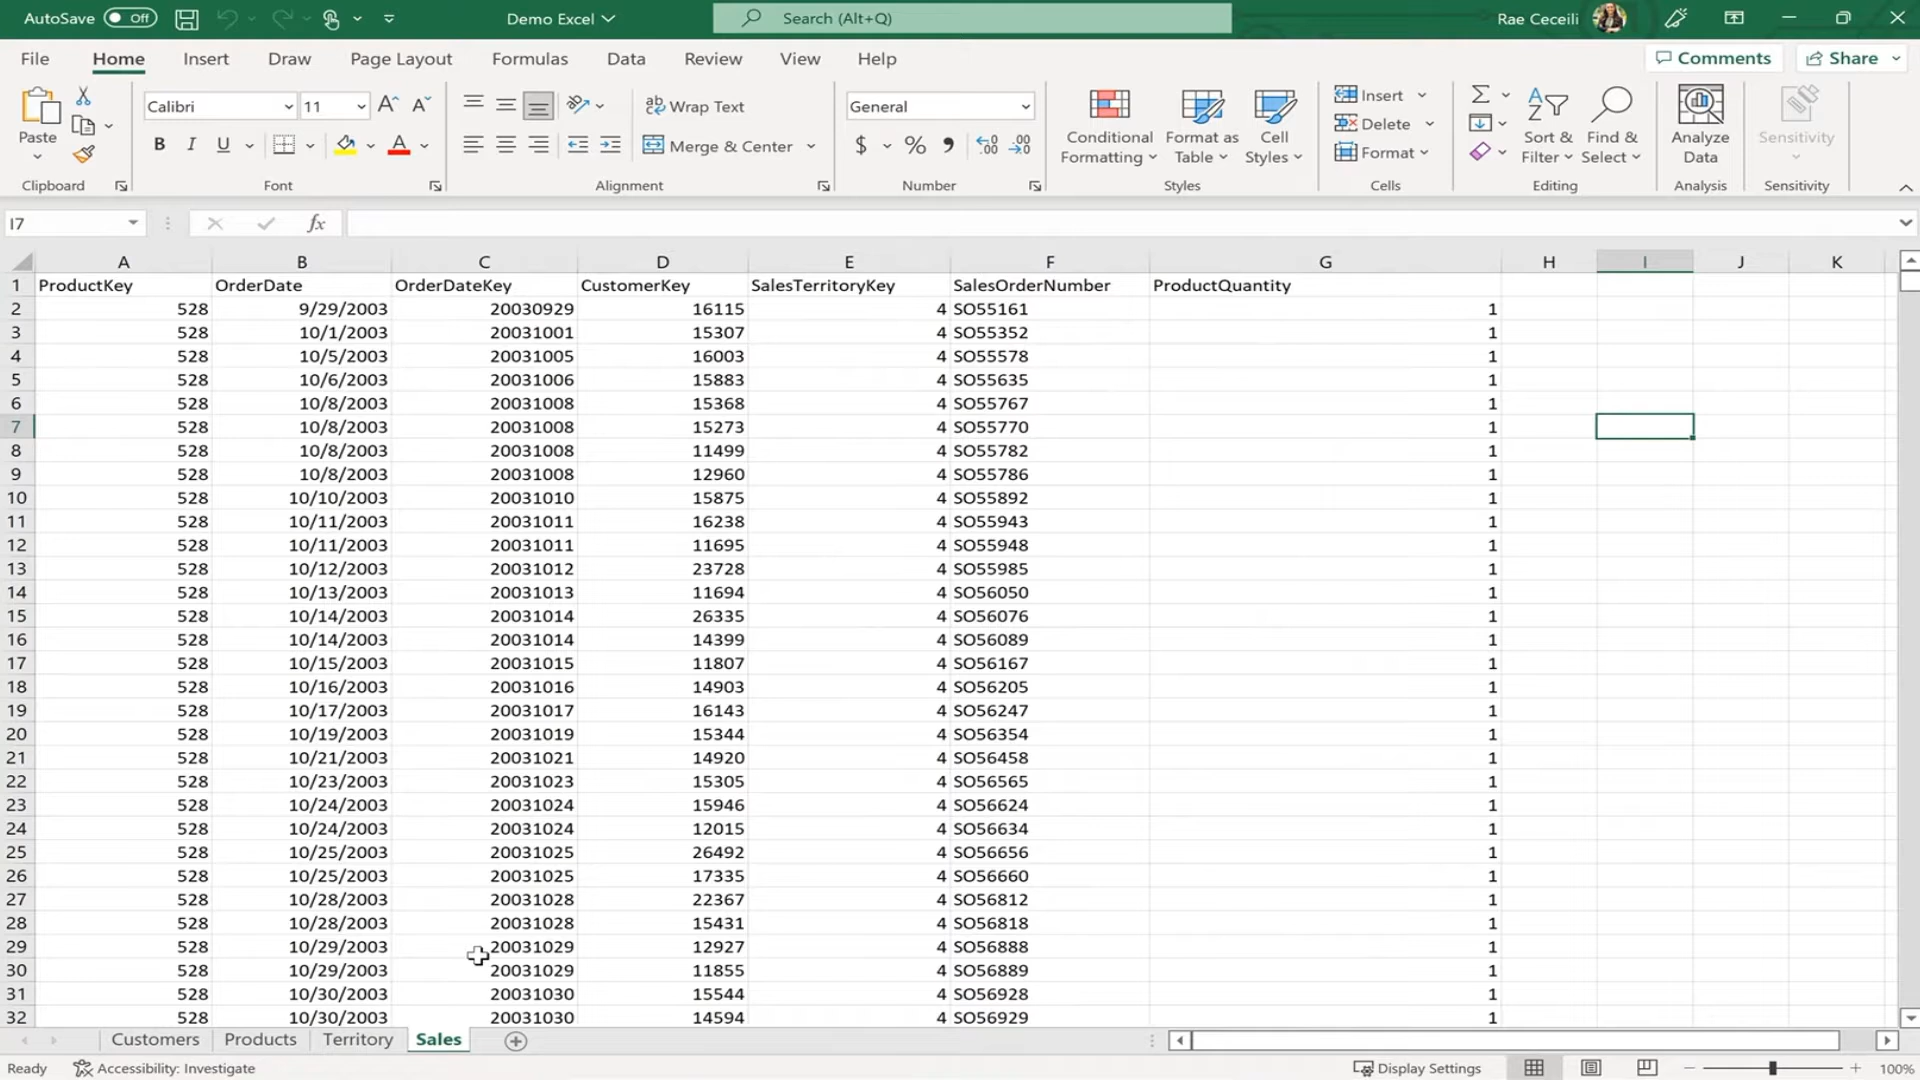 AutoSave Off Demo Excel Search (Alt+Q) Rae Ceceili
File Home Insert Draw Page Layout Formulas Data Review View Help Comments Share
Paste
Clipboard
Calibri 11
B I U
Font
Wrap Text
Merge & Center
Alignment
General
$ %
Number
Conditional Formatting
Format as Table
Cell Styles
Styles
Insert
Delete
Format
Cells
Sort & Filter
Find & Select
Editing
Analyze Data
Analysis
Sensitivity
Sensitivity
I7 fx
A B C D E F G H I J K
1 ProductKey OrderDate OrderDateKey CustomerKey SalesTerritoryKey SalesOrderNumber ProductQuantity
2 528 9/29/2003 20030929 16115 4 SO55161 1
3 528 10/1/2003 20031001 15307 4 SO55352 1
4 528 10/5/2003 20031005 16003 4 SO55578 1
5 528 10/6/2003 20031006 15883 4 SO55635 1
6 528 10/8/2003 20031008 15368 4 SO55767 1
7 528 10/8/2003 20031008 15273 4 SO55770 1
8 528 10/8/2003 20031008 11499 4 SO55782 1
9 528 10/8/2003 20031008 12960 4 SO55786 1
10 528 10/10/2003 20031010 15875 4 SO55892 1
11 528 10/11/2003 20031011 16238 4 SO55943 1
12 528 10/11/2003 20031011 11695 4 SO55948 1
13 528 10/12/2003 20031012 23728 4 SO55985 1
14 528 10/13/2003 20031013 11694 4 SO56050 1
15 528 10/14/2003 20031014 26335 4 SO56076 1
16 528 10/14/2003 20031014 14399 4 SO56089 1
17 528 10/15/2003 20031015 11807 4 SO56167 1
18 528 10/16/2003 20031016 14903 4 SO56205 1
19 528 10/17/2003 20031017 16143 4 SO56247 1
20 528 10/19/2003 20031019 15344 4 SO56354 1
21 528 10/21/2003 20031021 14920 4 SO56458 1
22 528 10/23/2003 20031023 15305 4 SO56565 1
23 528 10/24/2003 20031024 15946 4 SO56624 1
24 528 10/24/2003 20031024 12015 4 SO56634 1
25 528 10/25/2003 20031025 26492 4 SO56656 1
26 528 10/25/2003 20031025 17335 4 SO56660 1
27 528 10/28/2003 20031028 22367 4 SO56812 1
28 528 10/28/2003 20031028 15431 4 SO56818 1
29 528 10/29/2003 20031029 12927 4 SO56888 1
30 528 10/29/2003 20031029 11855 4 SO56889 1
31 528 10/30/2003 20031030 15544 4 SO56928 1
32 528 10/30/2003 20031030 14594 4 SO56929 1
Customers Products Territory Sales
Ready Accessibility: Investigate Display Settings 100%